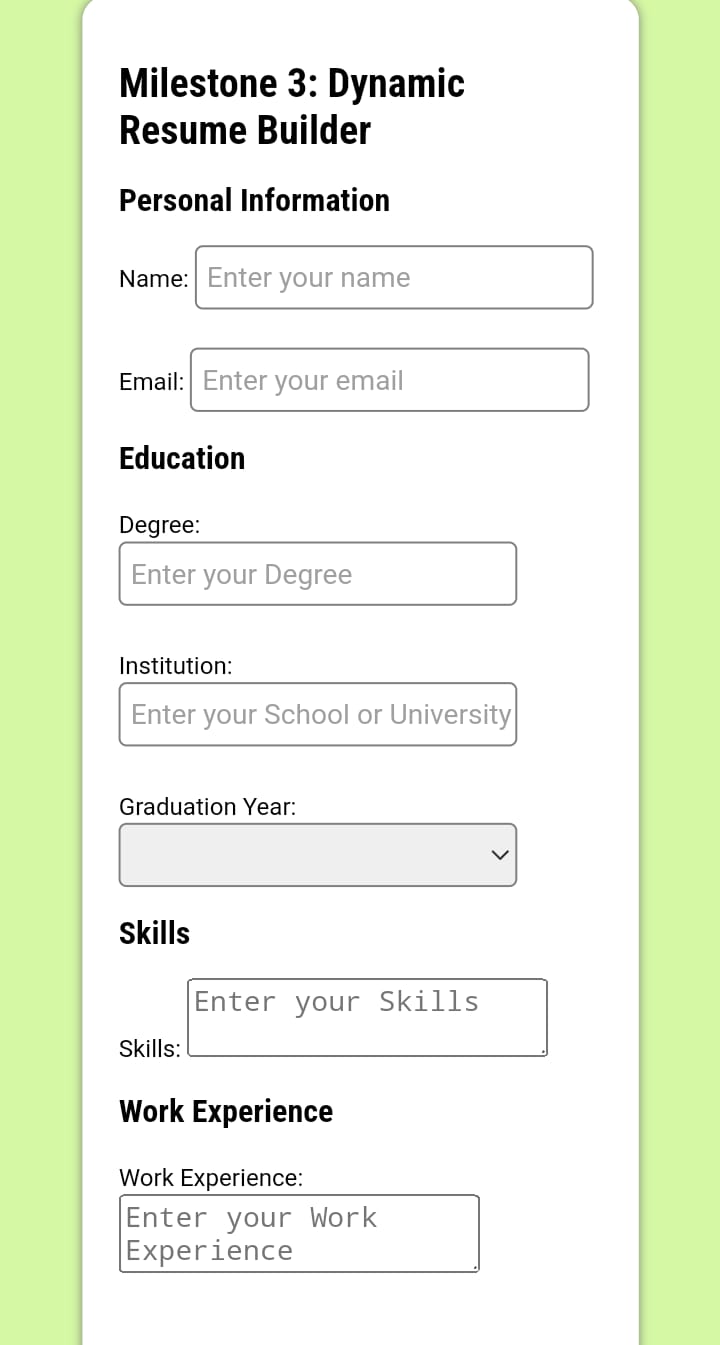 Milestone 3: Dynamic
Resume Builder
Personal Information
Name: Enter your name
Email: Enter your email
Education
Degree:
Enter your Degree
Institution:
Enter your School or University
Graduation Year:
Skills
Enter your Skills
Skills:
Work Experience
Work Experience:
Enter your Work
Experience